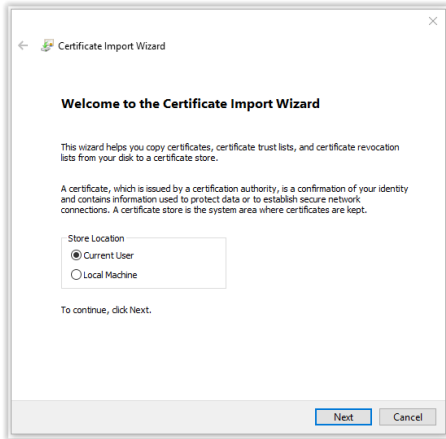 Certificate Import Wizard
Welcome to the Certificate Import Wizard
This wizard helps you copy certificates, certificate trust lists, and certificate revocation
lists from your disk to a certificate store.
A certificate, which is issued by a certification authority, is a confirmation of your identity
and contains information used to protect data or to establish secure network
connections. A certificate store is the system area where certificates are kept.
Store Location
Current User
Local Machine
To continue, click Next.
Next Cancel